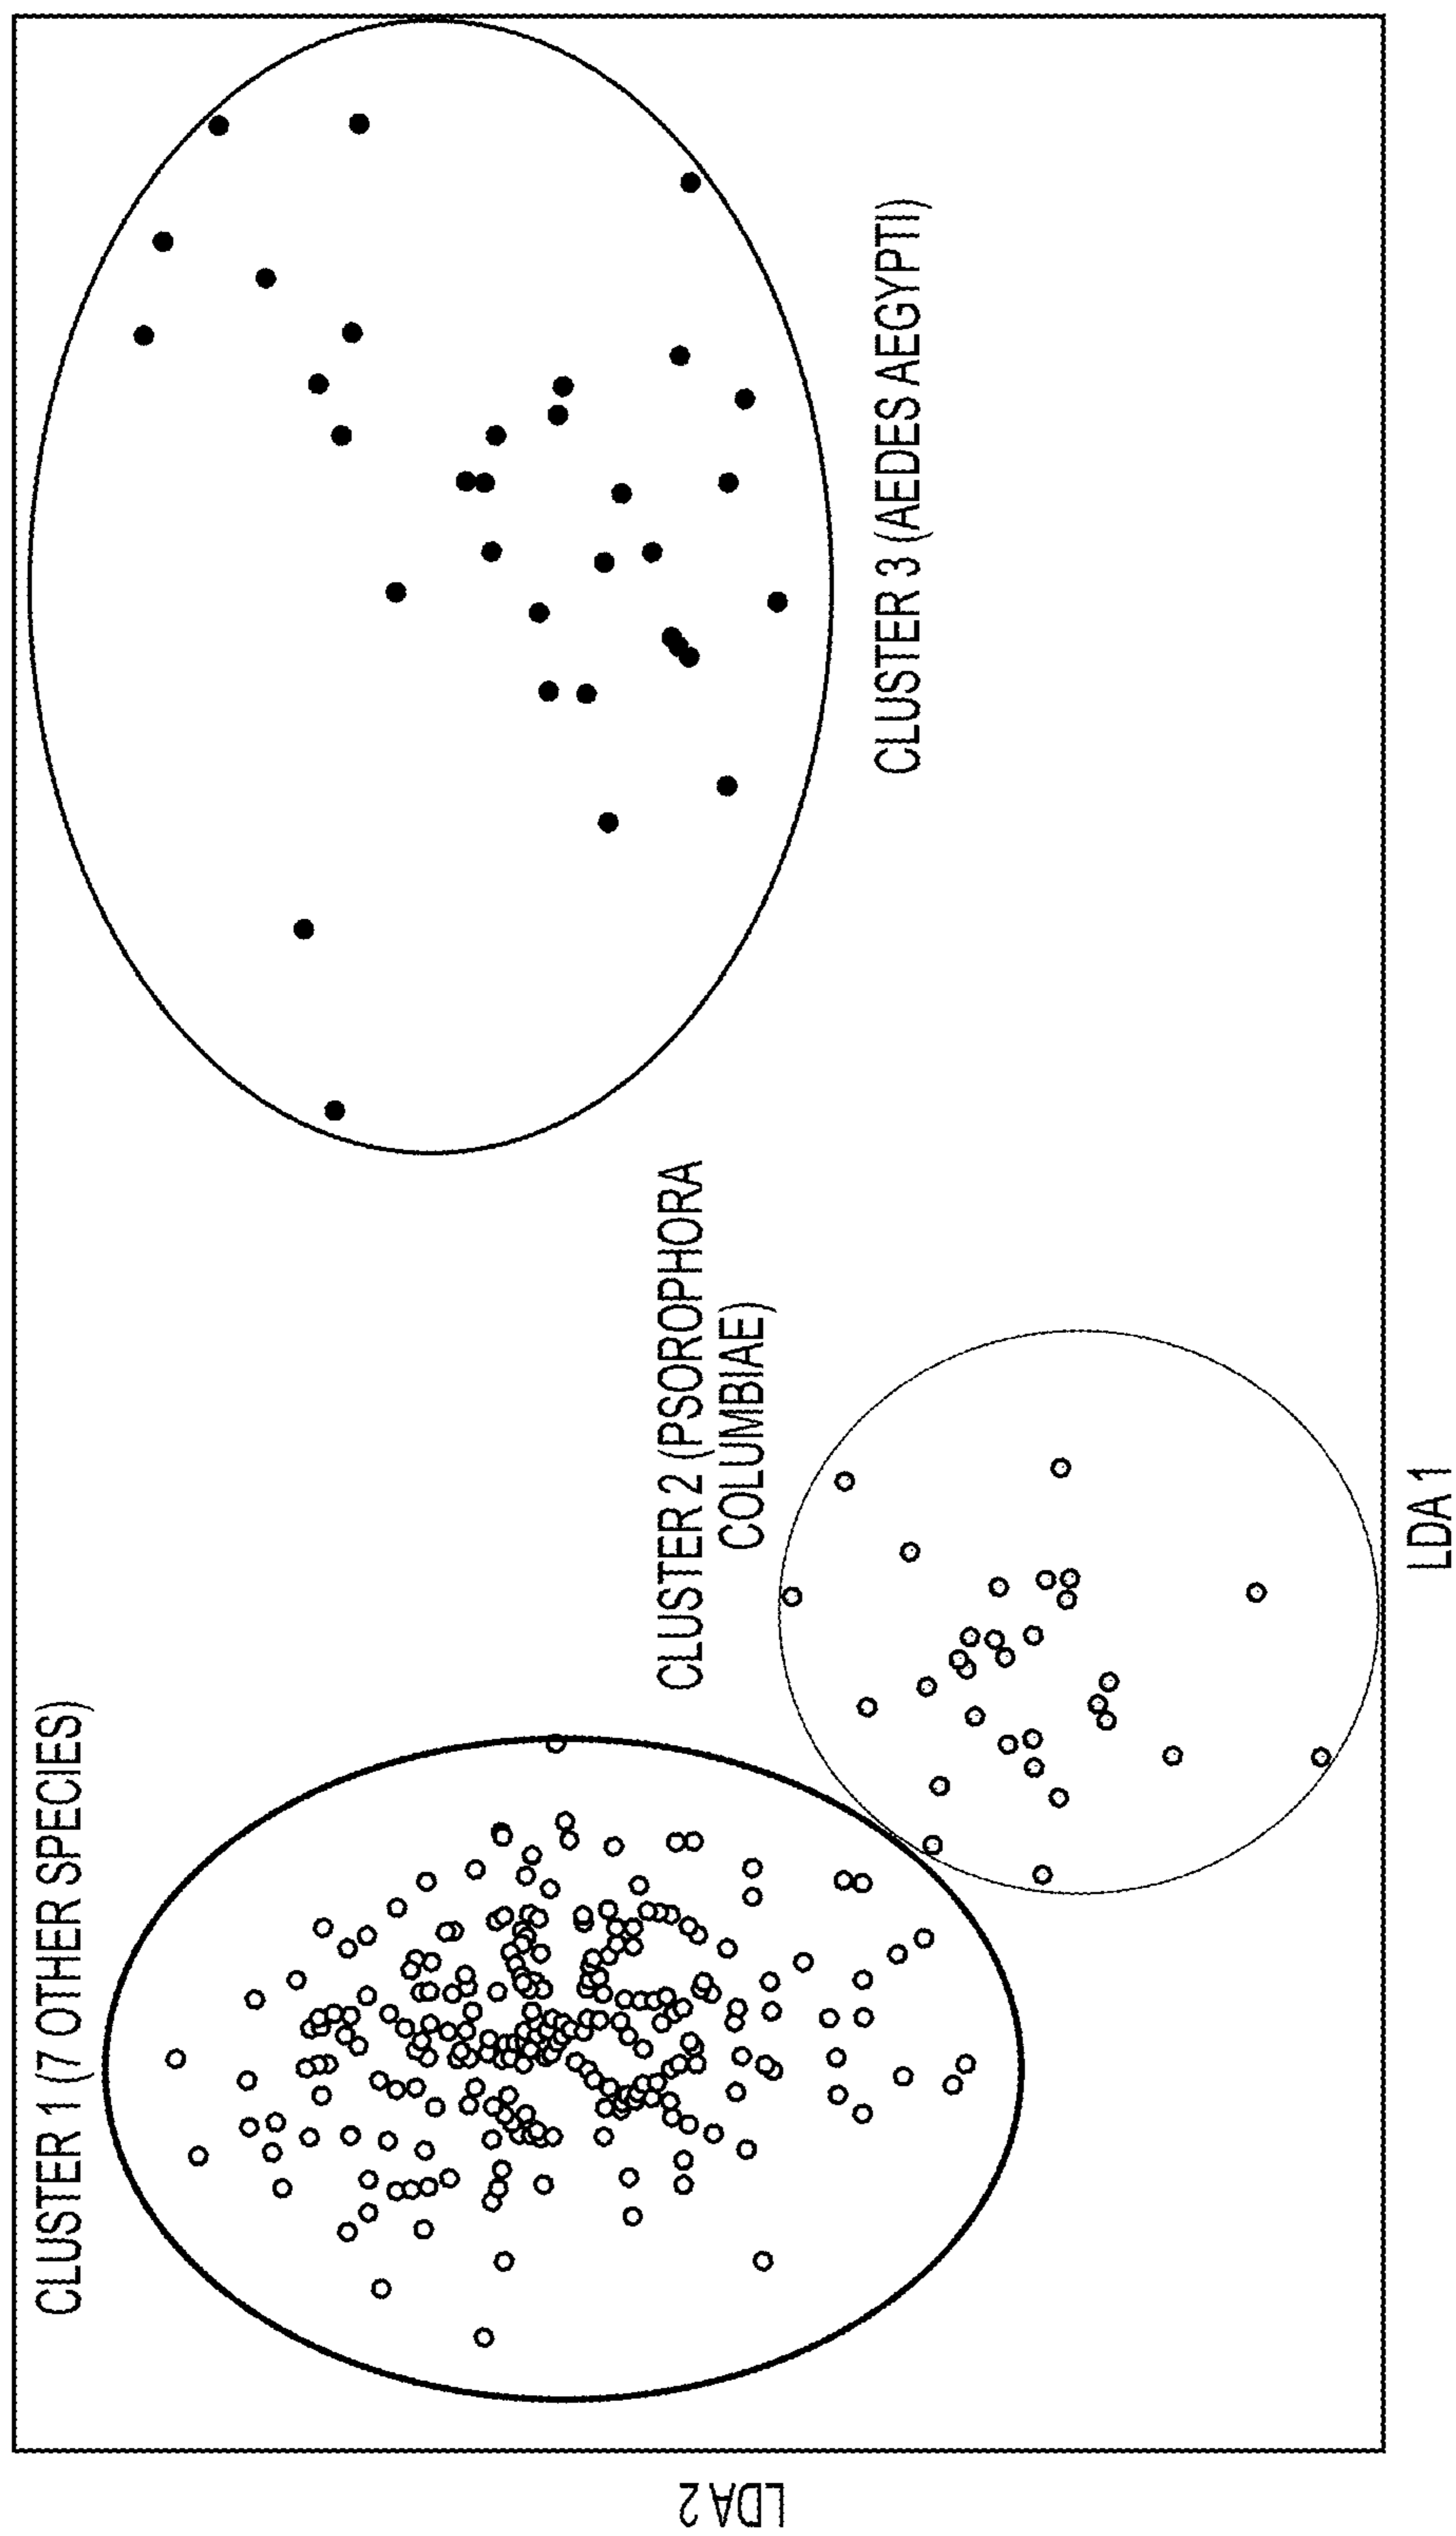 CLUSTER 1 (7 OTHER SPECIES)
CLUSTER 2 (PSOROPHORA
COLUMBIAE)
CLUSTER 3 (AEDES AEGYPTI)
LDA 2
LDA 1